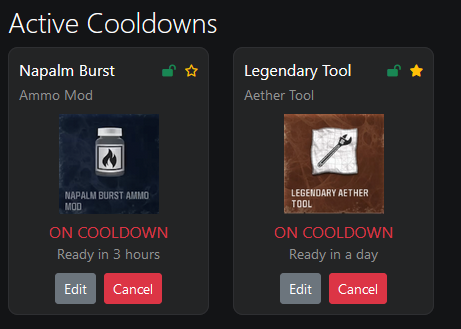 Active Cooldowns
Napalm Burst
Ammo Mod
NAPALM BURST AMMO
MOD
ON COOLDOWN
Ready in 3 hours
Edit
Cancel
Legendary Tool
Aether Tool
LEGENDARY AETHER
TOOL
ON COOLDOWN
Ready in a day
Edit
Cancel